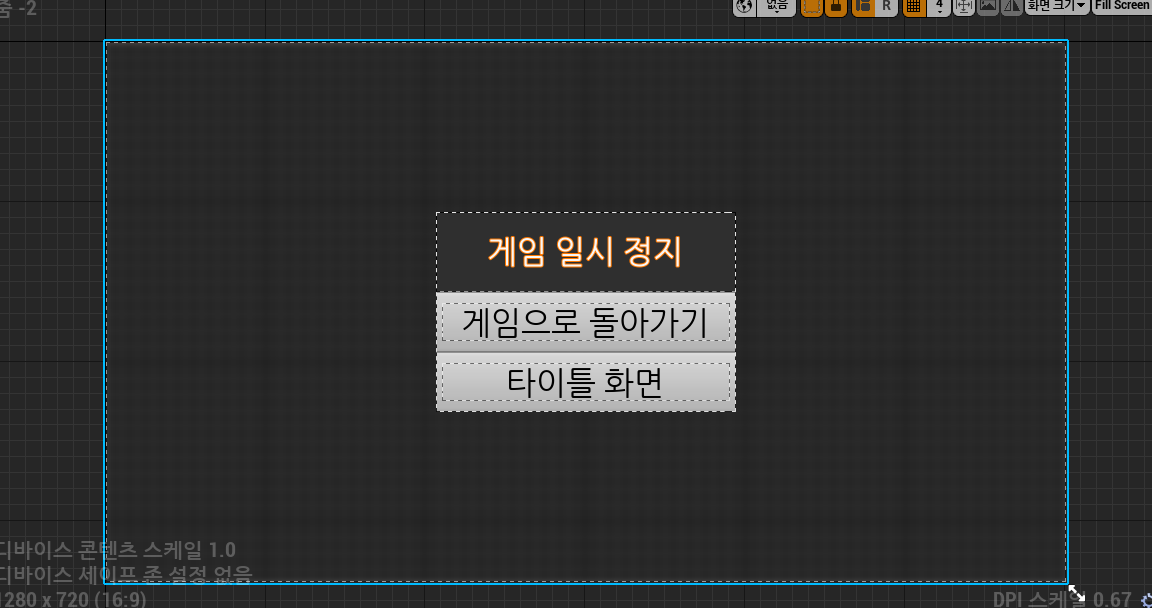 줌 -2
없음
R
4
화면 크기
Fill Screen
게임 일시 정지
게임으로 돌아가기
타이틀 화면
디바이스 콘텐츠 스케일 1.0
디바이스 세이프 존 설정 없음
1280 x 720 (16:9)
DPI 스케일 0.67